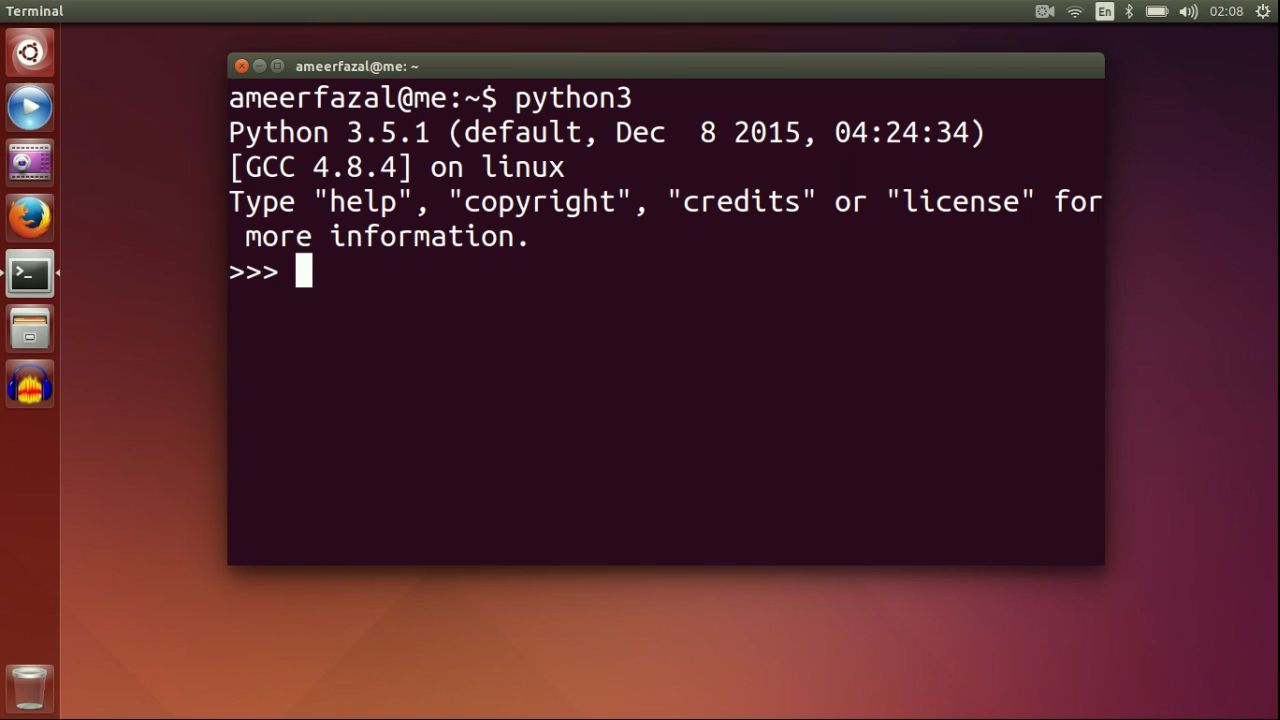 Terminal
En
02:08
ameerfazal@me: ~
ameerfazal@me:~$ python3
Python 3.5.1 (default, Dec  8 2015, 04:24:34)
[GCC 4.8.4] on linux
Type "help", "copyright", "credits" or "license" for
 more information.
>>>
>_